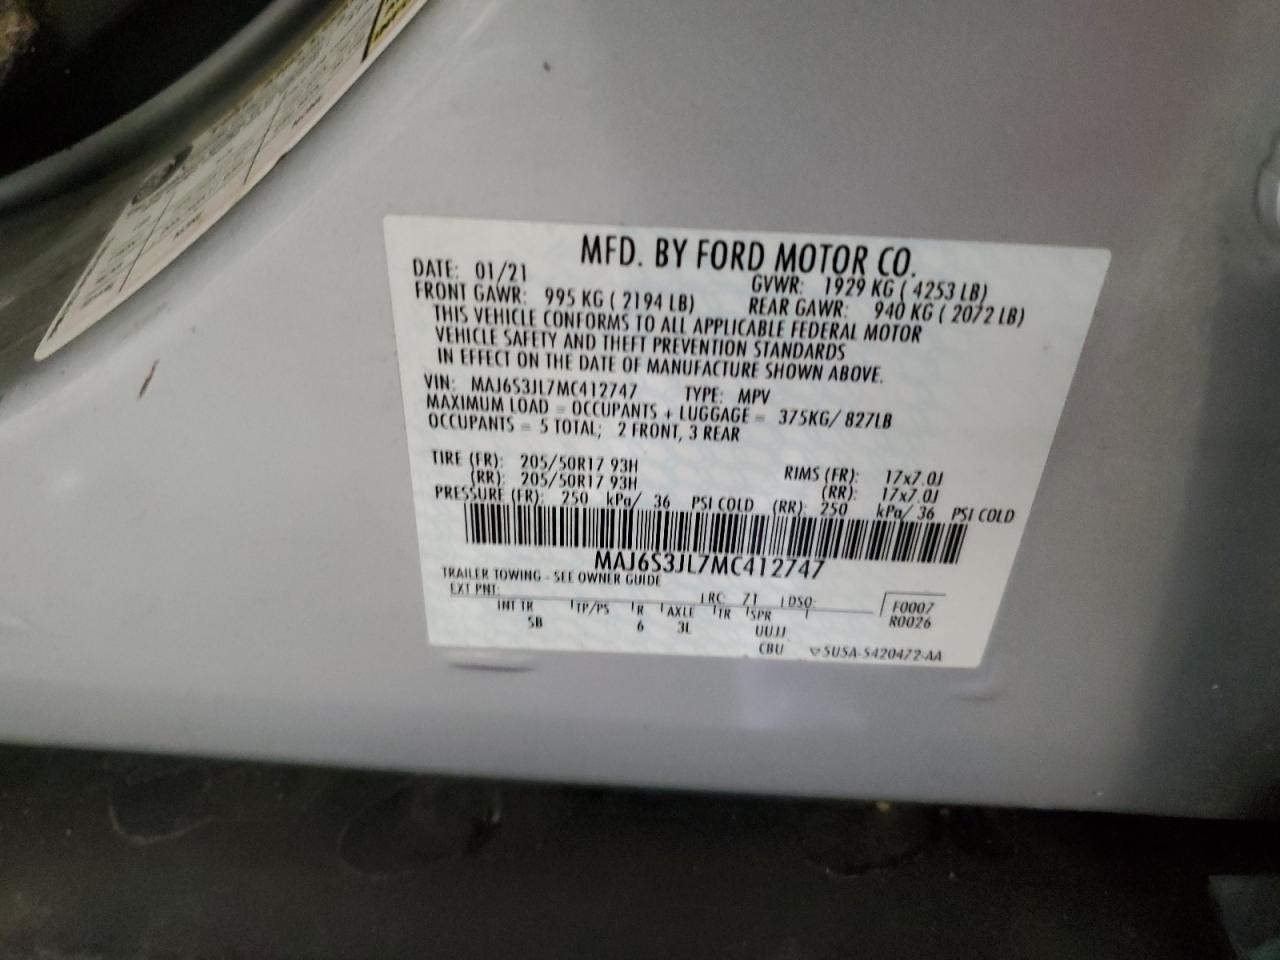 MFD. BY FORD MOTOR CO.
DATE: 01/21 GVWR: 1929 KG ( 4253 LB)
FRONT GAWR: 995 KG ( 2194 LB) REAR GAWR: 940 KG ( 2072 LB)
THIS VEHICLE CONFORMS TO ALL APPLICABLE FEDERAL MOTOR
VEHICLE SAFETY AND THEFT PREVENTION STANDARDS
IN EFFECT ON THE DATE OF MANUFACTURE SHOWN ABOVE.
VIN: MAJ6S3JL7MC412747 TYPE: MPV
MAXIMUM LOAD = OCCUPANTS + LUGGAGE = 375KG/ 827LB
OCCUPANTS = 5 TOTAL; 2 FRONT, 3 REAR
TIRE (FR): 205/50R17 93H RIMS (FR): 17x7.0J
(RR): 205/50R17 93H (RR): 17x7.0J
PRESSURE (FR): 250 kPa/ 36 PSI COLD (RR): 250 kPa/ 36 PSI COLD
MAJ6S3JL7MC412747
TRAILER TOWING - SEE OWNER GUIDE
EXT PNT: RC 71 DSO: F0007
INT TR TP/PS R AXLE TR SPR R0026
5B 6 3L UUJJ
CBU ▽5U5A-S420472-AA